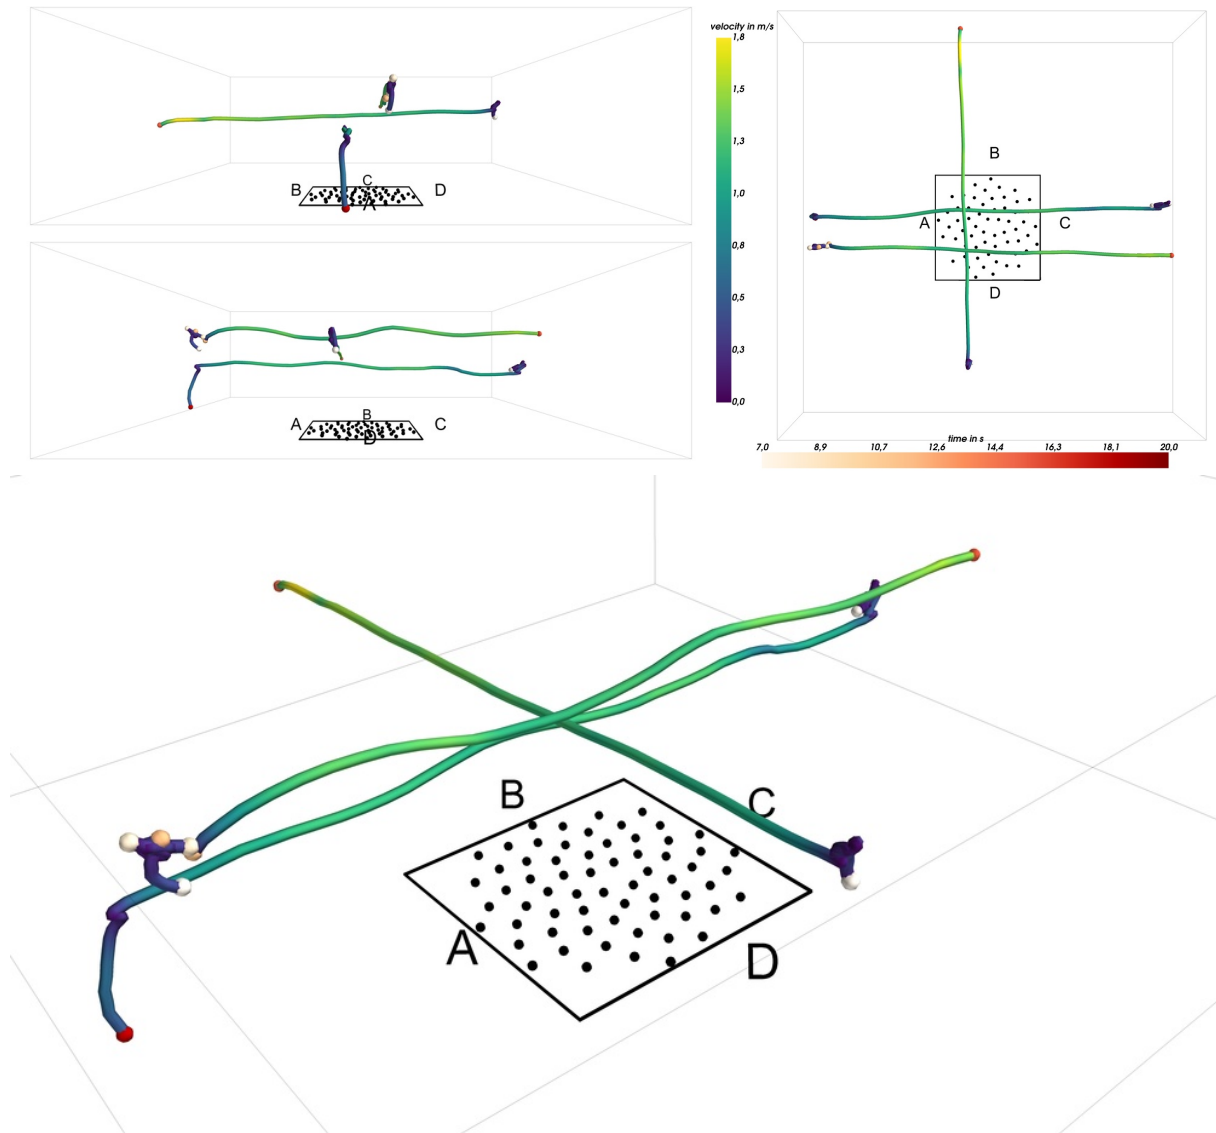 velocity in m/s
1,8
1,5
1,3
1,0
0,8
0,5
0,3
0,0
B
C
A
D
A
B
D
C
B
A
C
D
time in s
7,0 8,9 10,7 12,6 14,4 16,3 18,1 20,0
B
C
A
D